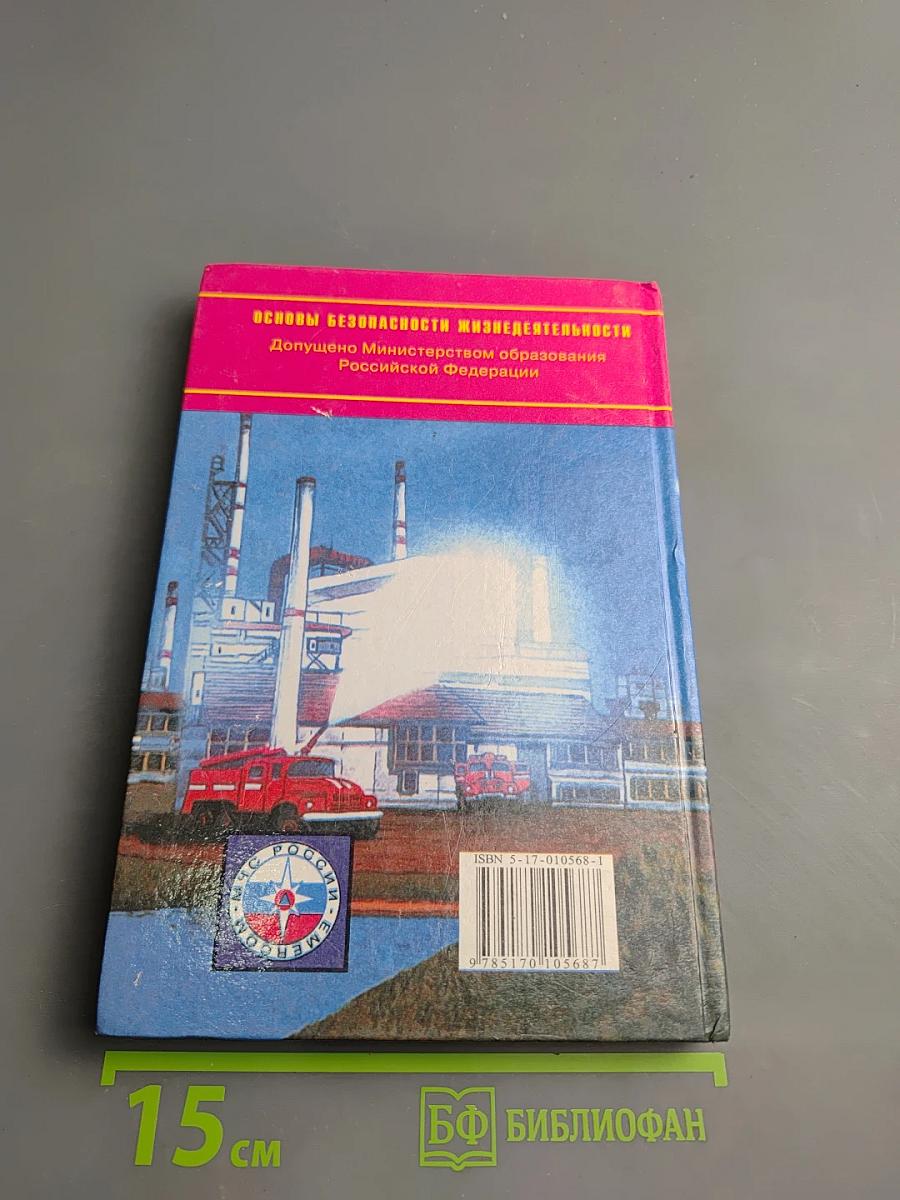 ОСНОВЫ БЕЗОПАСНОСТИ ЖИЗНЕДЕЯТЕЛЬНОСТИ
Допущено Министерством образования
Российской Федерации
МЧС РОССИИ · EMERCOM ·
ISBN 5-17-010568-1
9 785170 105687
15 см
БФ БИБЛИОФАН